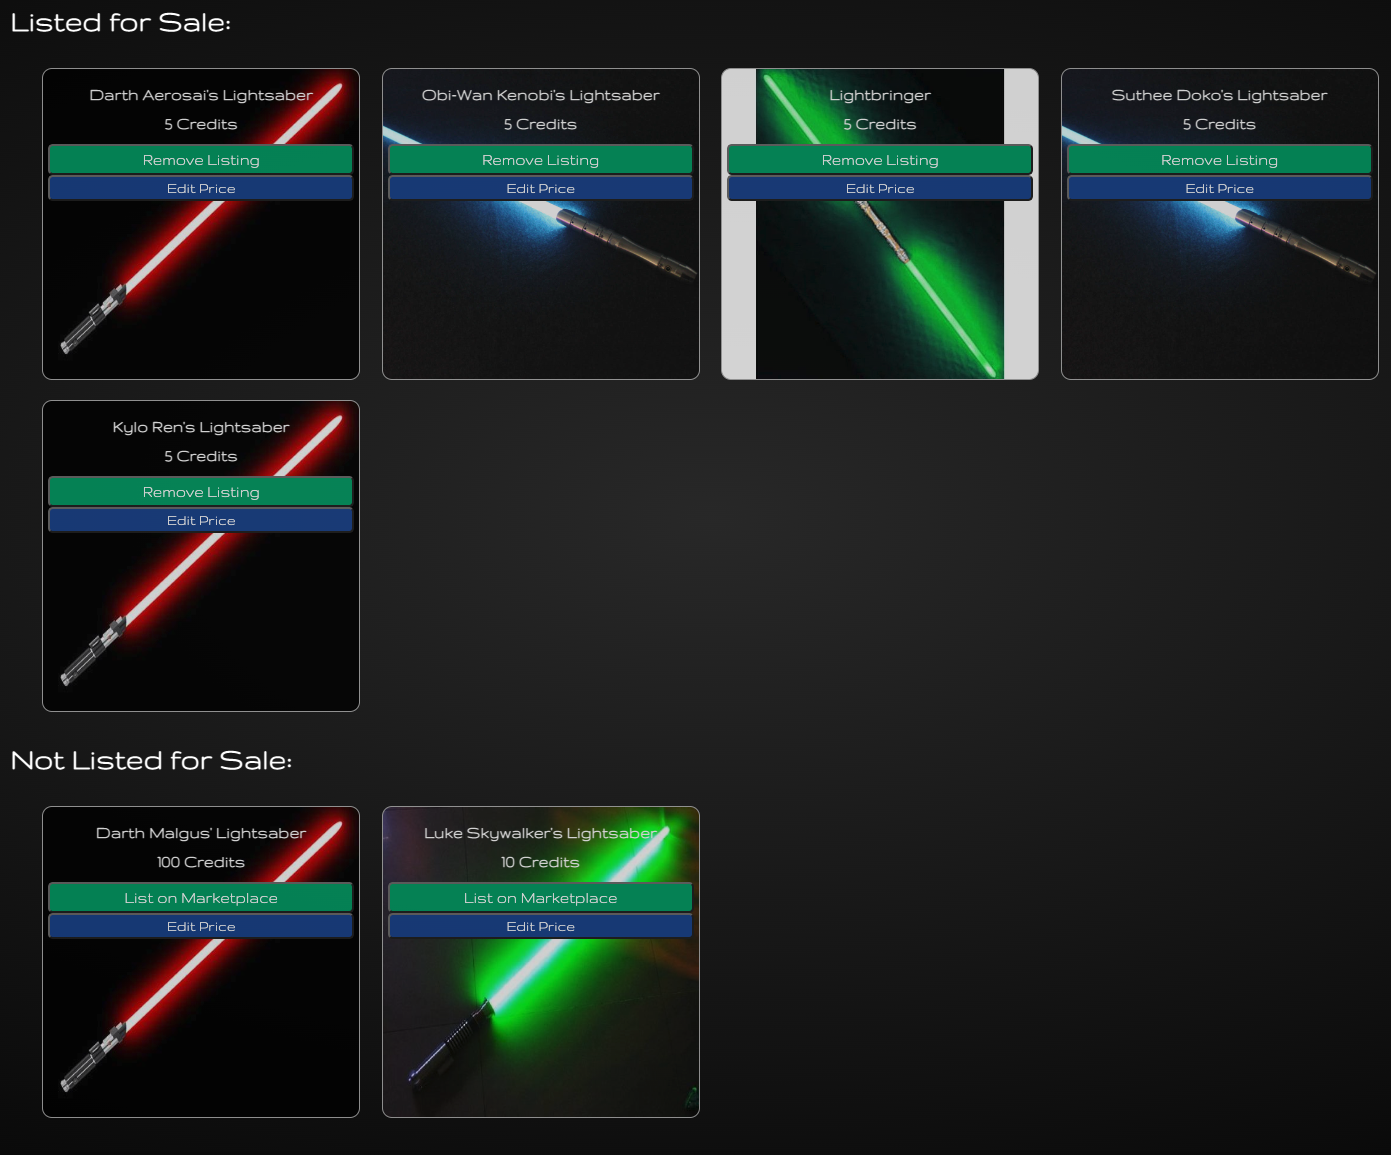 Listed for Sale:
Darth Aerosai's Lightsaber
5 Credits
Remove Listing
Edit Price
Obi-Wan Kenobi's Lightsaber
5 Credits
Remove Listing
Edit Price
Lightbringer
5 Credits
Remove Listing
Edit Price
Suthee Doko's Lightsaber
5 Credits
Remove Listing
Edit Price
Kylo Ren's Lightsaber
5 Credits
Remove Listing
Edit Price
Not Listed for Sale:
Darth Malgus' Lightsaber
100 Credits
List on Marketplace
Edit Price
Luke Skywalker's Lightsaber
10 Credits
List on Marketplace
Edit Price